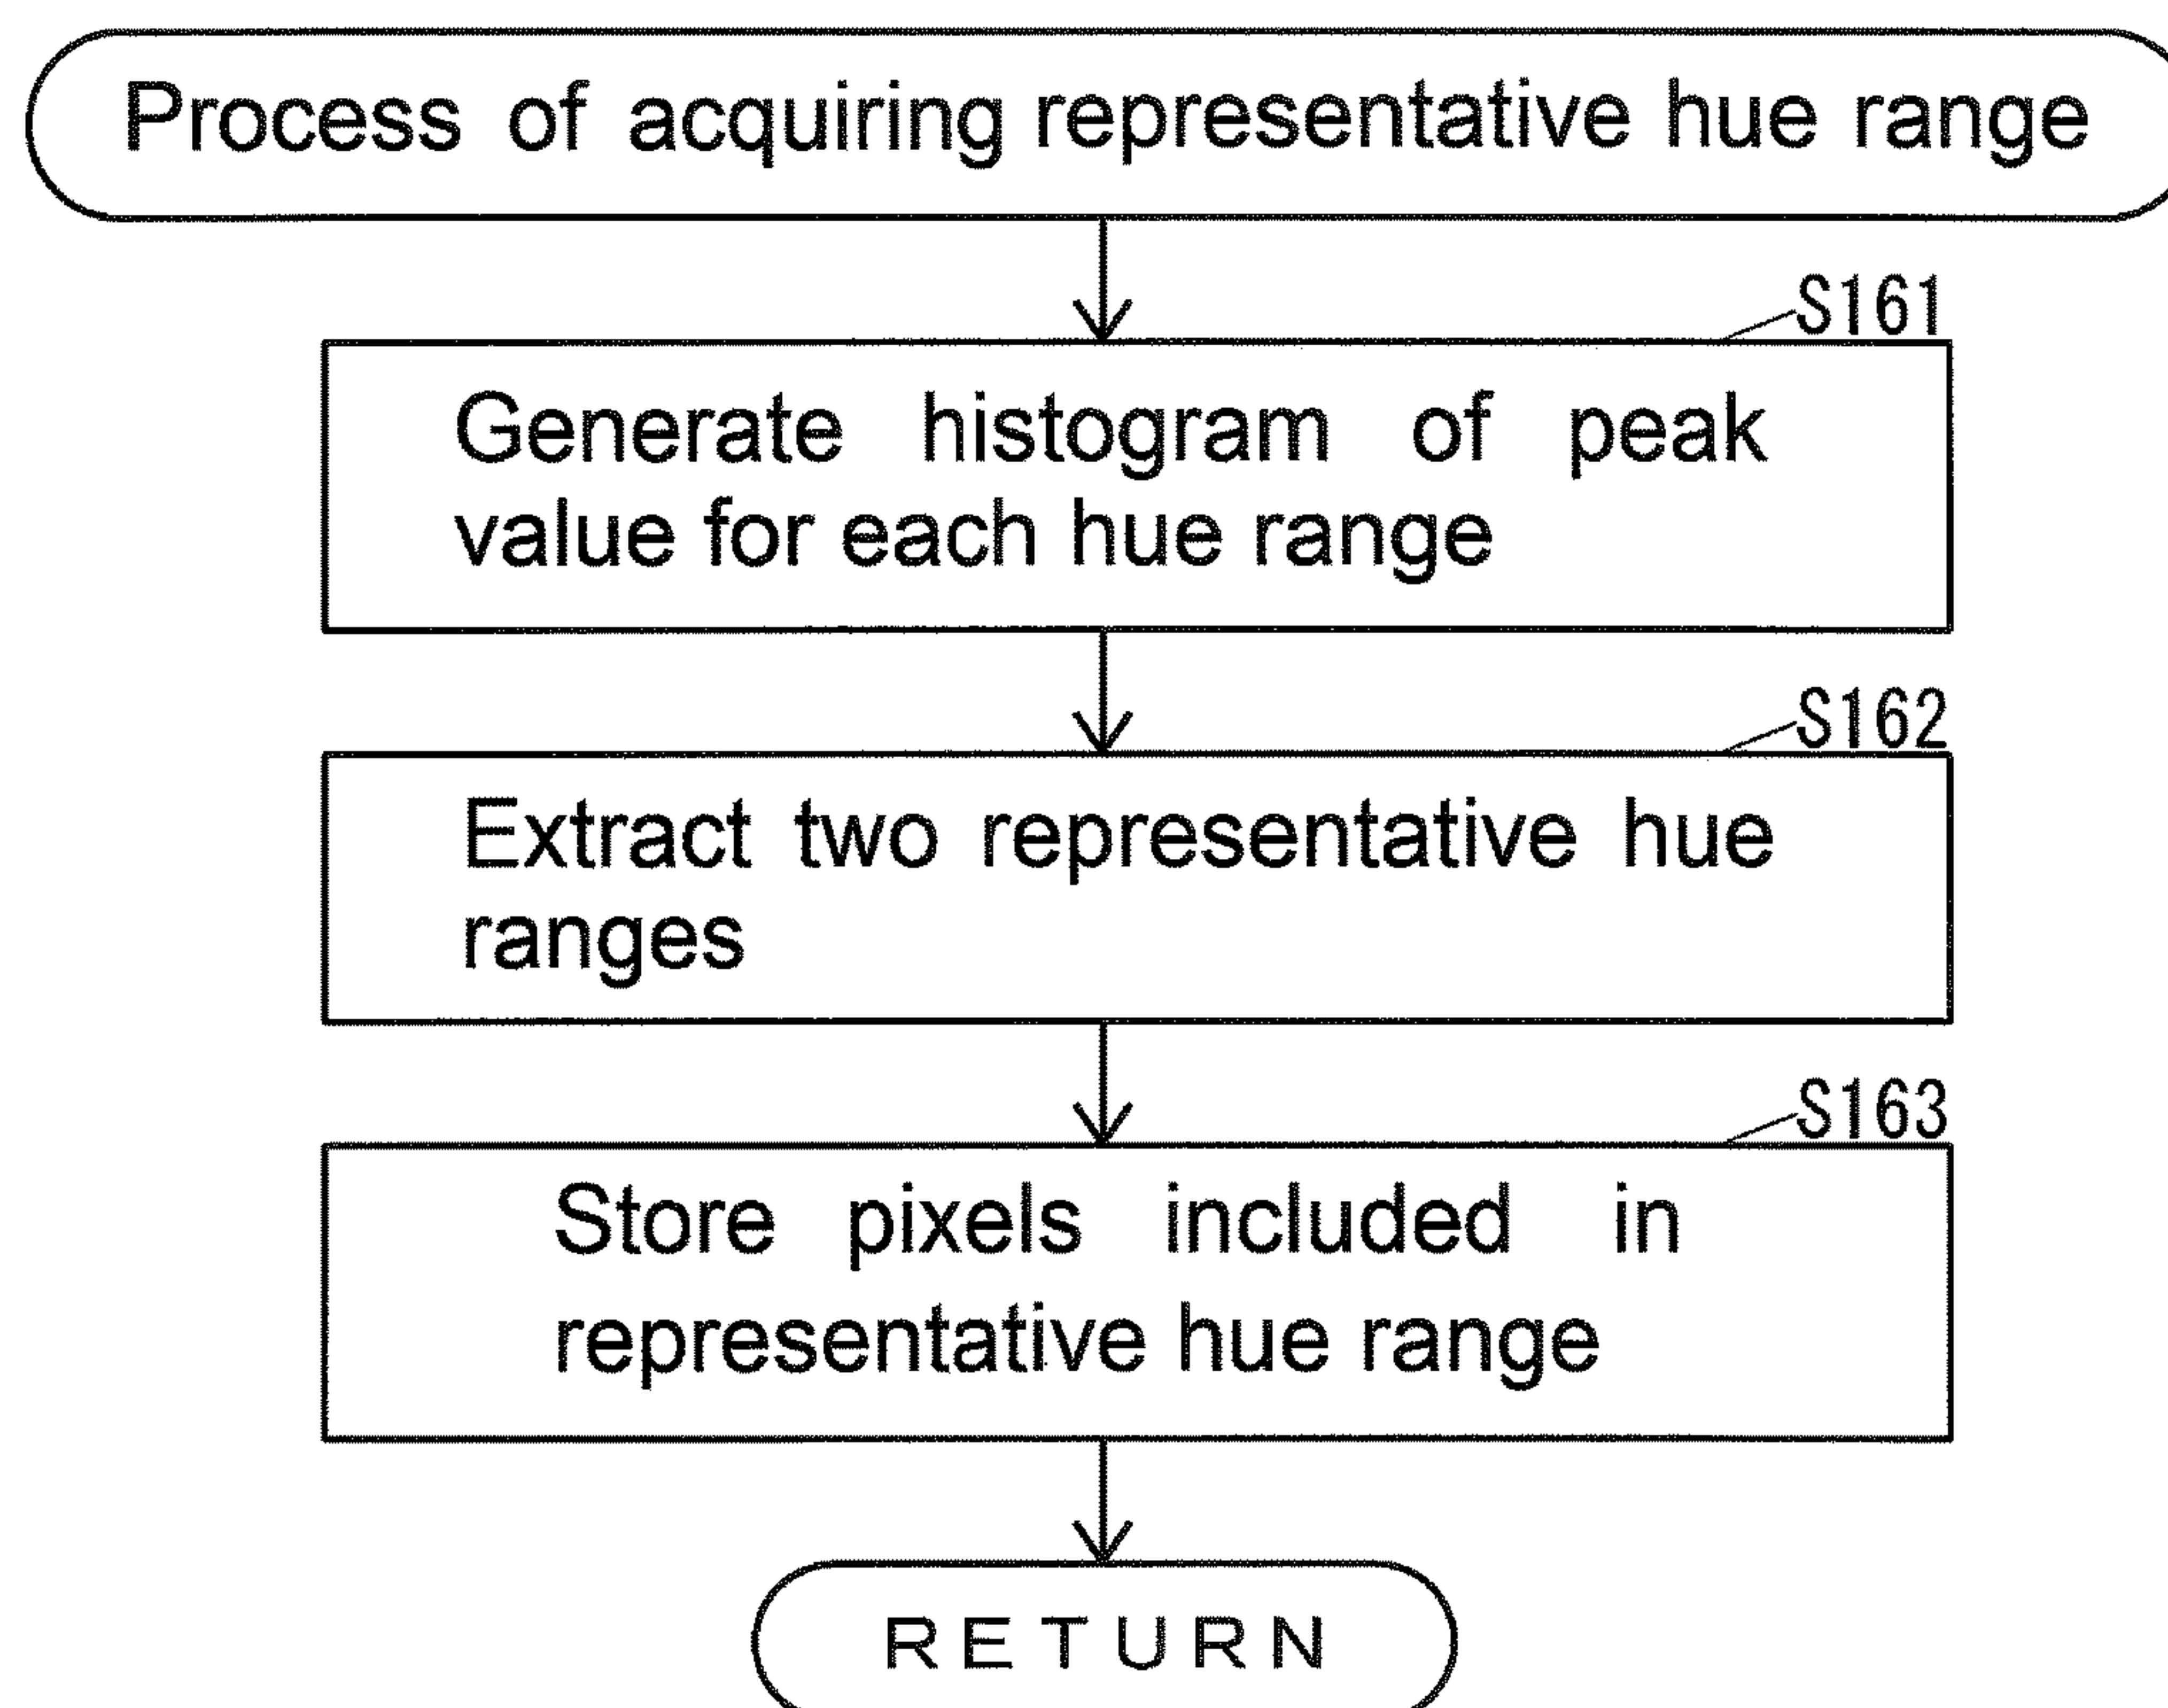 Process of acquiring representative hue range
S161
Generate histogram of peak
value for each hue range
S162
Extract two representative hue
ranges
S163
Store pixels included in
representative hue range
RETURN